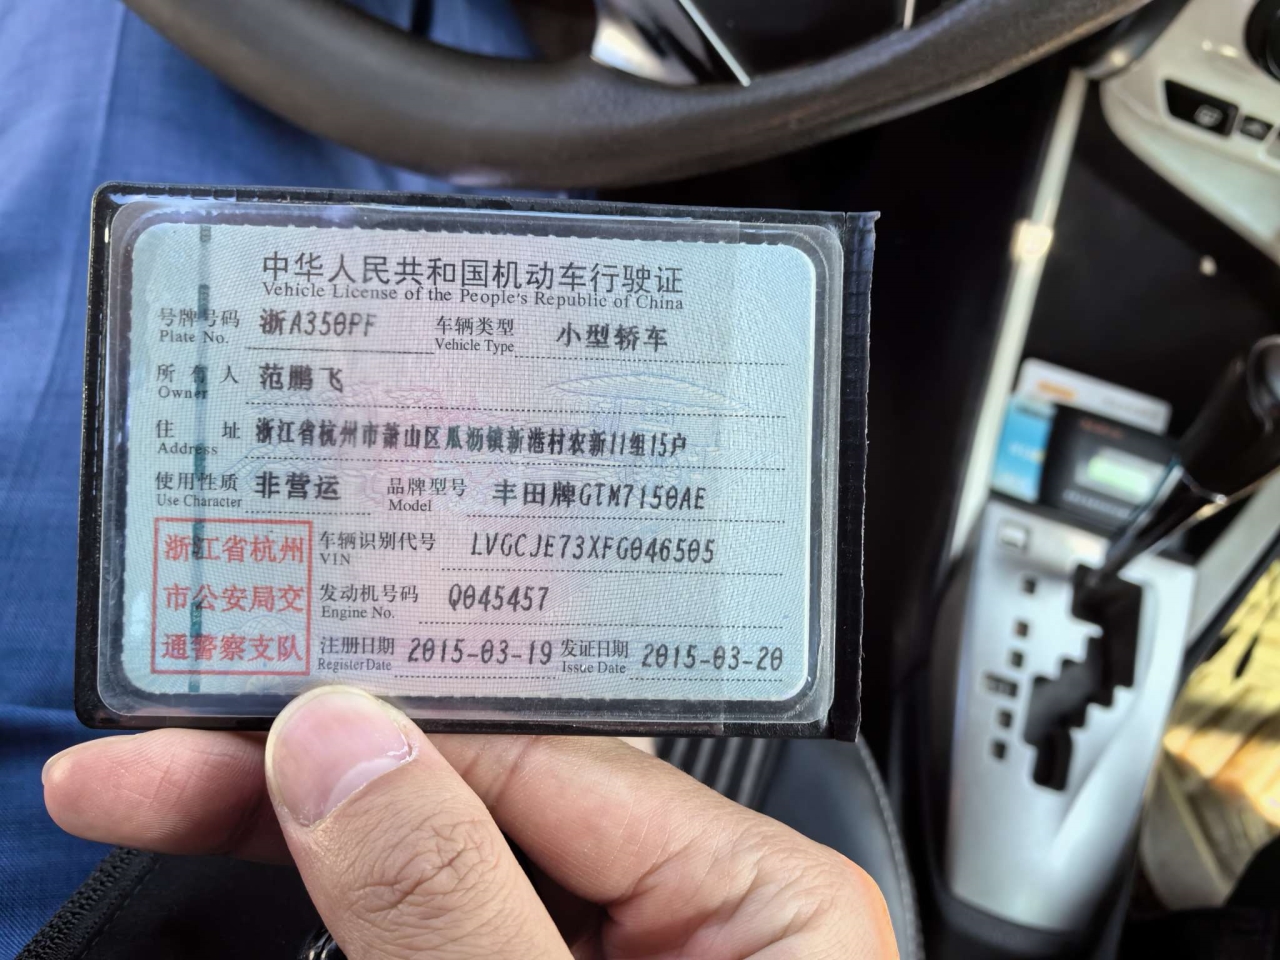 中华人民共和国机动车行驶证
Vehicle License of the People's Republic of China
号牌号码 浙A350PF 车辆类型 小型轿车
Plate No. Vehicle Type
所有人 范鹏飞
Owner
住址 浙江省杭州市萧山区瓜沥镇新港村农新11组15户
Address
使用性质 非营运 品牌型号 丰田牌GTM7150AE
Use Character Model
浙江省杭州
市公安局交
通警察支队
车辆识别代号 LVGCJE73XFG046505
VIN
发动机号码 Q045457
Engine No.
注册日期 2015-03-19 发证日期 2015-03-20
Register Date Issue Date